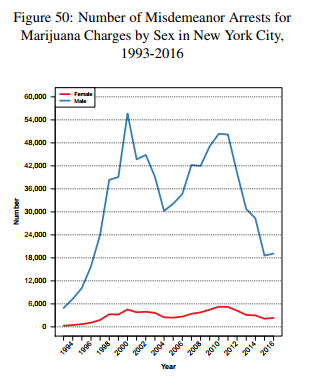 Figure 50: Number of Misdemeanor Arrests for
Marijuana Charges by Sex in New York City,
1993-2016
Female
Male
60,000
54,000
48,000
42,000
36,000
30,000
24,000
18,000
12,000
6,000
0
Number
1994 1996 1998 2000 2002 2004 2006 2008 2010 2012 2014 2016
Year